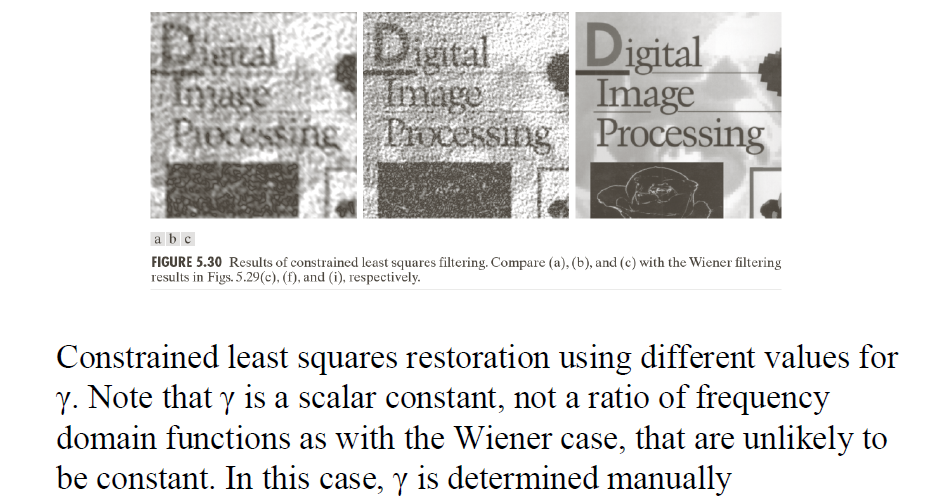 Digital
Image
Processing
Digital
Image
Processing
Digital
Image
Processing
a b c
FIGURE 5.30 Results of constrained least squares filtering. Compare (a), (b), and (c) with the Wiener filtering
results in Figs. 5.29(c), (f), and (i), respectively.
Constrained least squares restoration using different values for
γ. Note that γ is a scalar constant, not a ratio of frequency
domain functions as with the Wiener case, that are unlikely to
be constant. In this case, γ is determined manually